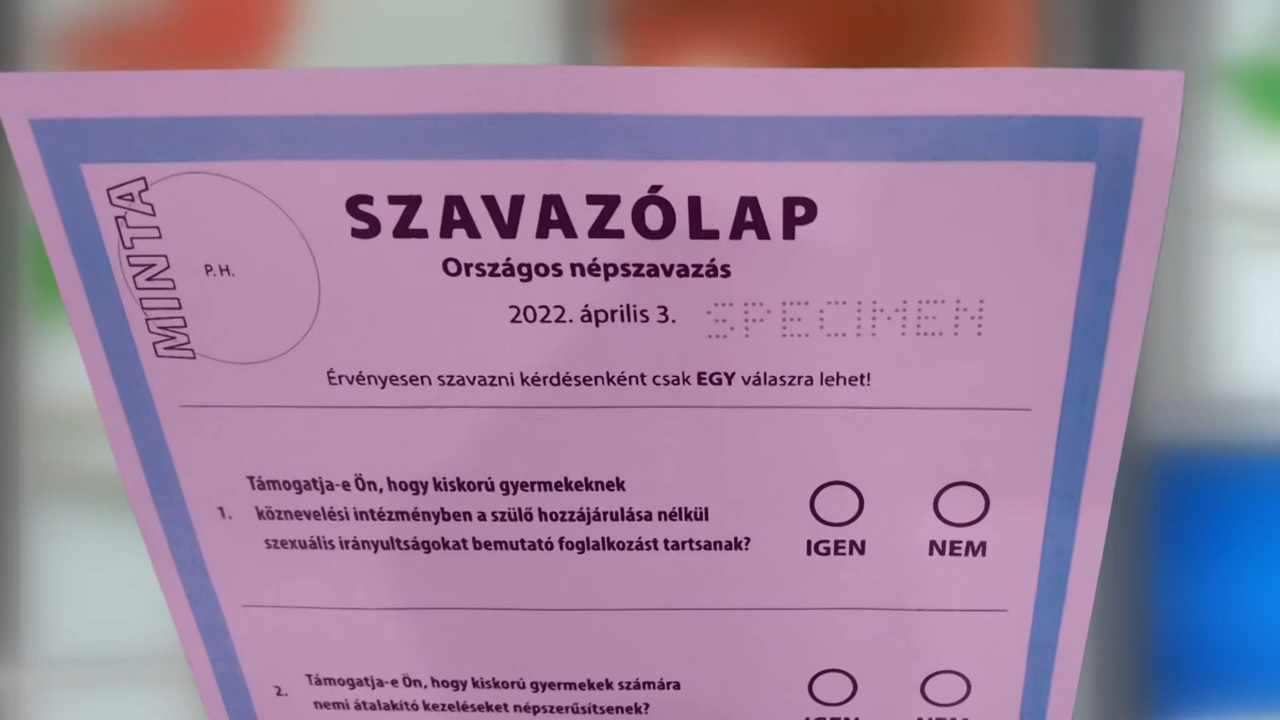 MINTA
P.H.
SZAVAZÓLAP
Országos népszavazás
2022. április 3. SPECIMEN
Érvényesen szavazni kérdésenként csak EGY válaszra lehet!
Támogatja-e Ön, hogy kiskorú gyermekeknek
1. köznevelési intézményben a szülő hozzájárulása nélkül
szexuális irányultságokat bemutató foglalkozást tartsanak?
IGEN NEM
2. Támogatja-e Ön, hogy kiskorú gyermekek számára
nemi átalakító kezeléseket népszerűsítsenek?
IGEN NEM